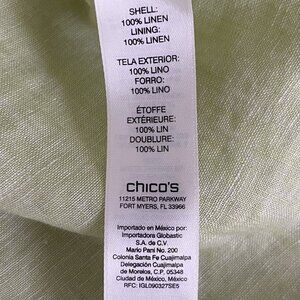 SHELL:
100% LINEN
LINING:
100% LINEN
TELA EXTERIOR:
100% LINO
FORRO:
100% LINO
ÉTOFFE
EXTÉRIEURE:
100% LIN
DOUBLURE:
100% LIN
chico's
11215 METRO PARKWAY
FORT MYERS, FL 33966
Importado en México por:
Importadora Globastic
S.A. de C.V.
Mario Pani No. 200
Colonia Santa Fe Cuajimalpa
Delegación Cuajimalpa
de Morelos, C.P. 05348
Ciudad de México, México
RFC: IGL090327SE5